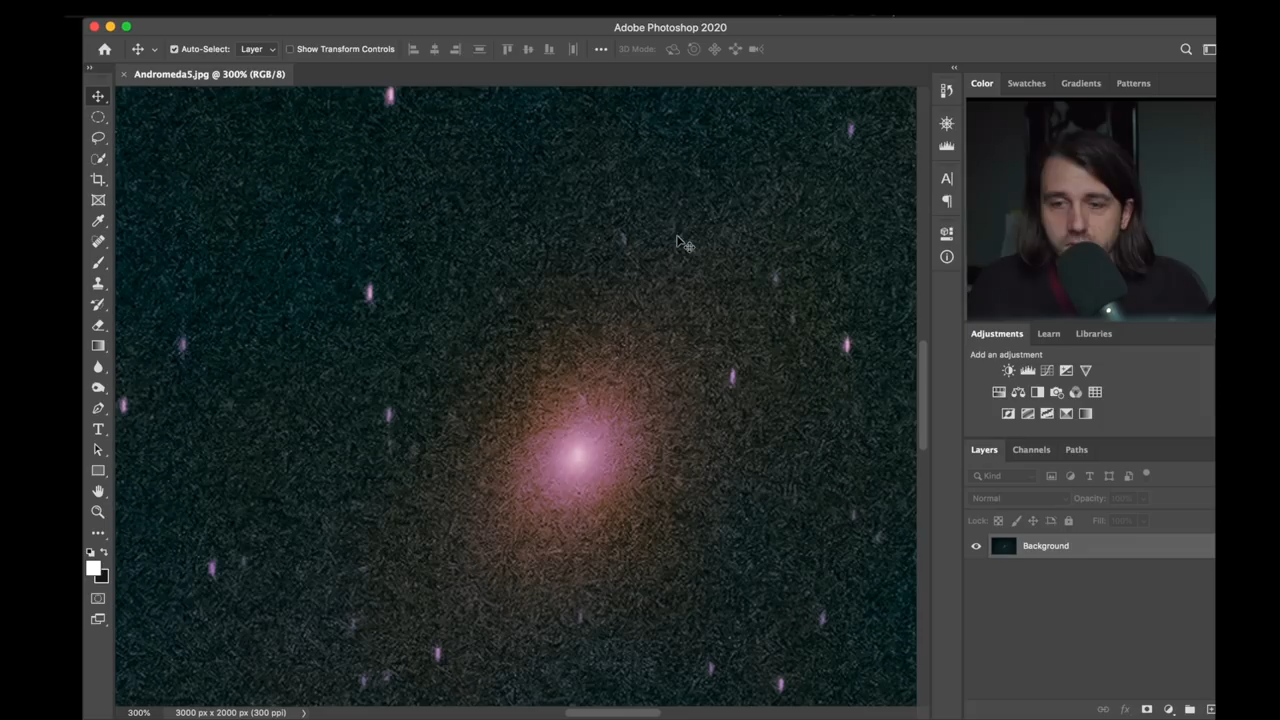 Adobe Photoshop 2020
Auto-Select: Layer Show Transform Controls 3D Mode:
Andromeda5.jpg @ 300% (RGB/8)
Color Swatches Gradients Patterns
Adjustments Learn Libraries
Add an adjustment
Layers Channels Paths
Kind
Normal Opacity: 100%
Lock: Fill: 100%
Background
300% 3000 px x 2000 px (300 ppi)